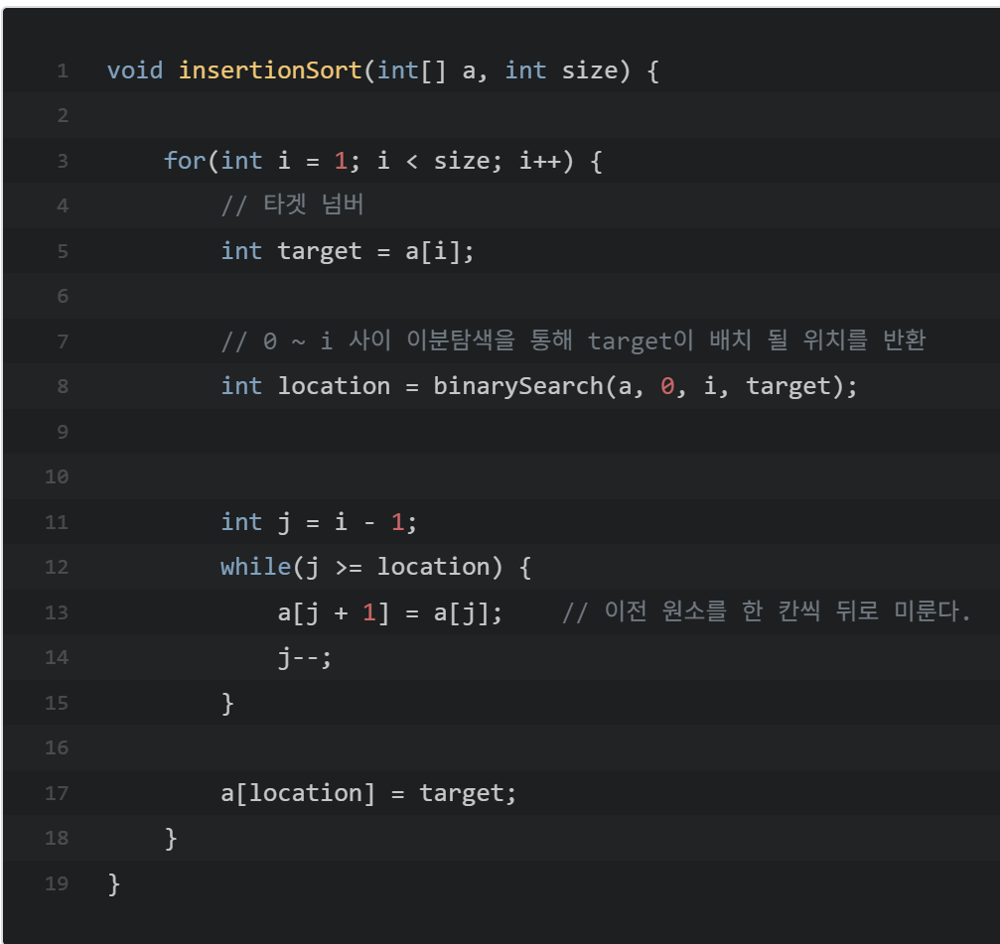 1 void insertionSort(int[] a, int size) {
2
3     for(int i = 1; i < size; i++) {
4         // 타겟 넘버
5         int target = a[i];
6
7         // 0 ~ i 사이 이분탐색을 통해 target이 배치 될 위치를 반환
8         int location = binarySearch(a, 0, i, target);
9
10
11         int j = i - 1;
12         while(j >= location) {
13             a[j + 1] = a[j];    // 이전 원소를 한 칸씩 뒤로 미룬다.
14             j--;
15         }
16
17         a[location] = target;
18     }
19 }